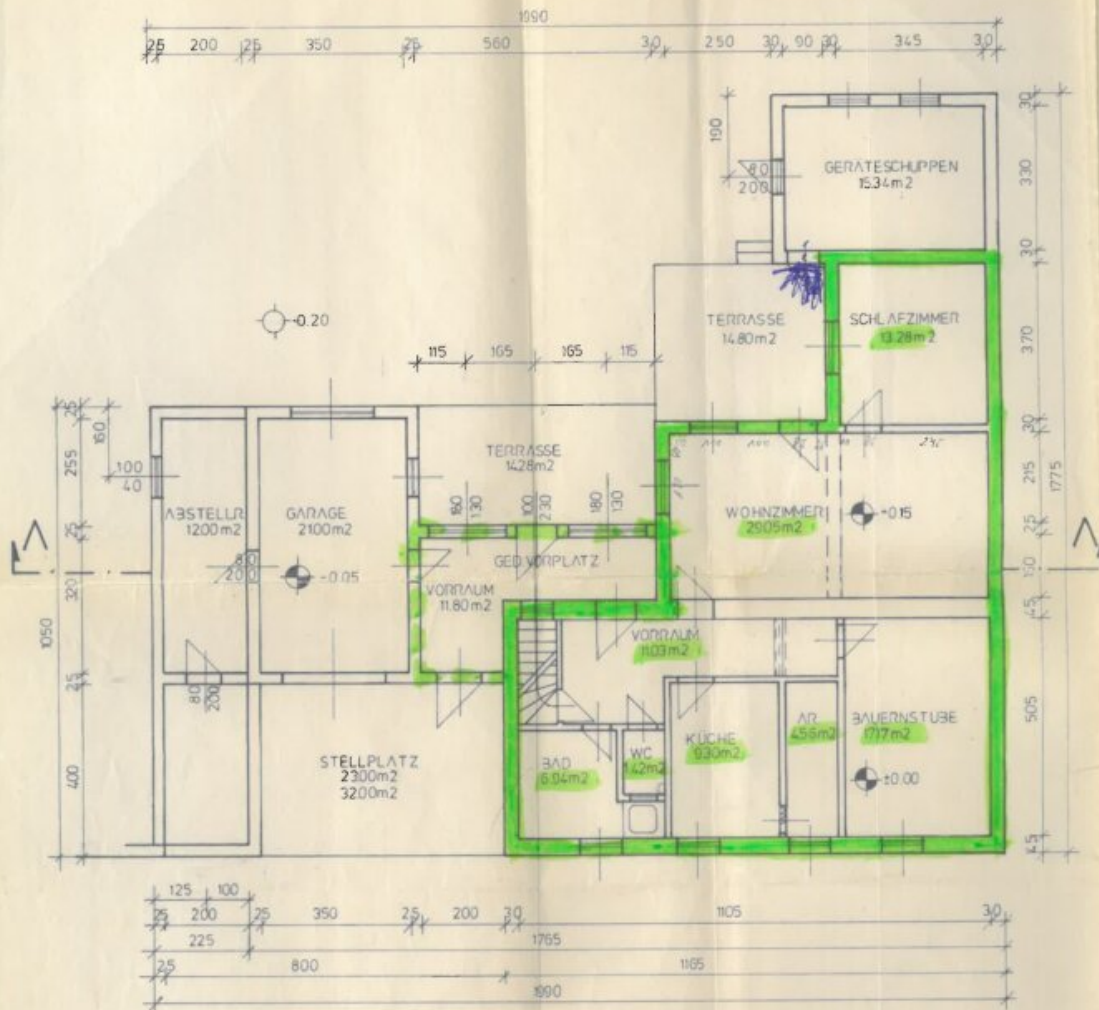 1990
25 200 25 350 25 560 30 250 30 90 30 345 30
190
80
200
GERÄTESCHUPPEN
15.34m2
30
330
30
-0.20
115 165 165 115
TERRASSE
14.80m2
SCHLAFZIMMER
13.28m2
370
30
25
160
255
100
40
TERRASSE
14.28m2
180
130
100
230
180
130
215
1775
ABSTELLR
12.00m2
GARAGE
21.00m2
WOHNZIMMER
29.05m2
-0.15
25
25
A
A
80
200
-0.05
GED.VORPLATZ
VORRAUM
11.80m2
320
150
45
1050
VORRAUM
11.03m2
25
80
200
505
STELLPLATZ
23.00m2
32.00m2
BAD
6.04m2
WC
1.42m2
KÜCHE
9.30m2
AR
4.56m2
BAUERNSTUBE
17.17m2
±0.00
400
45
125 100
25 200 25 350 25 200 30 1105 30
225 1765
25 800 1165
1990